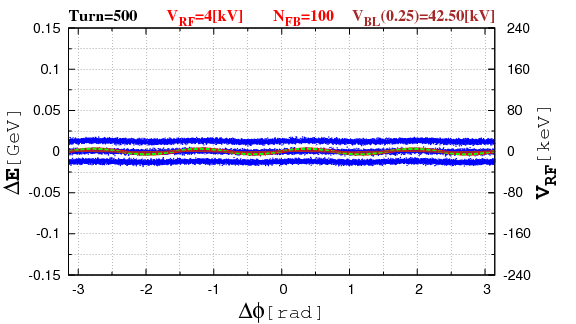 Turn=500 V_RF=4[kV] N_FB=100 V_BL(0.25)=42.50[kV]
0.15 240
0.1 160
0.05 80
0 0
-0.05 -80
-0.1 -160
-0.15 -240
ΔE[GeV]
V_RF[keV]
-3 -2 -1 0 1 2 3
Δϕ[rad]